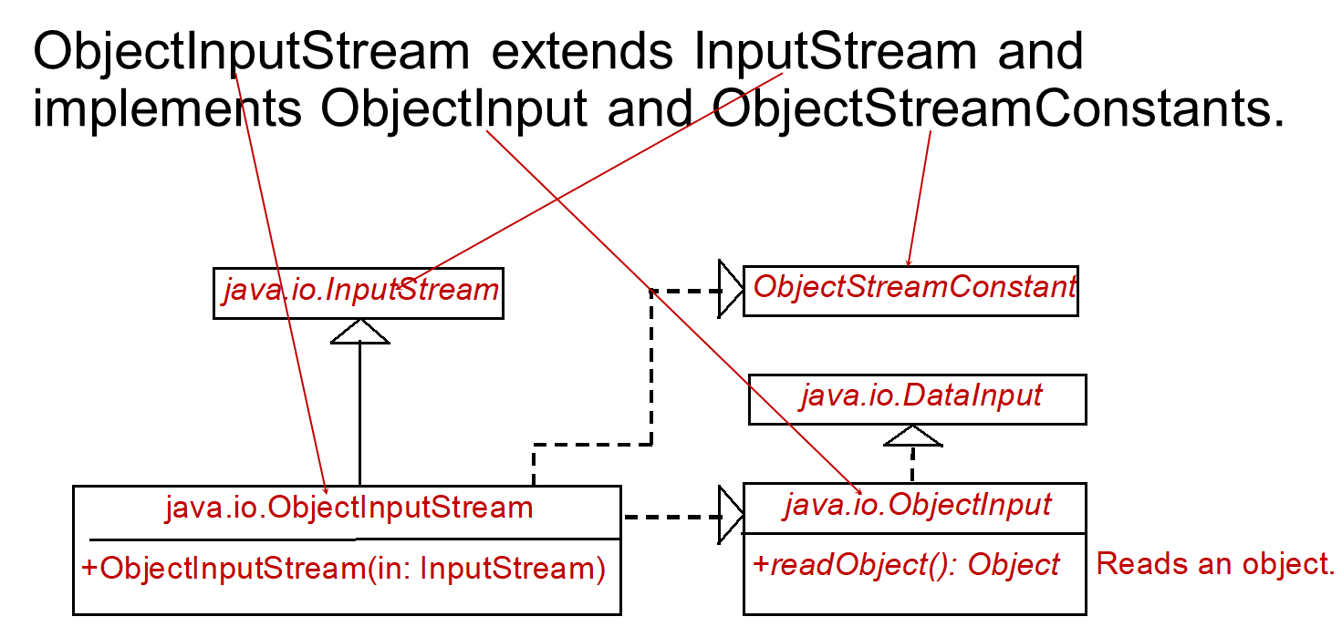 ObjectInputStream extends InputStream and
implements ObjectInput and ObjectStreamConstants.
java.io.InputStream
ObjectStreamConstant
java.io.DataInput
java.io.ObjectInputStream
+ObjectInputStream(in: InputStream)
java.io.ObjectInput
+readObject(): Object
Reads an object.